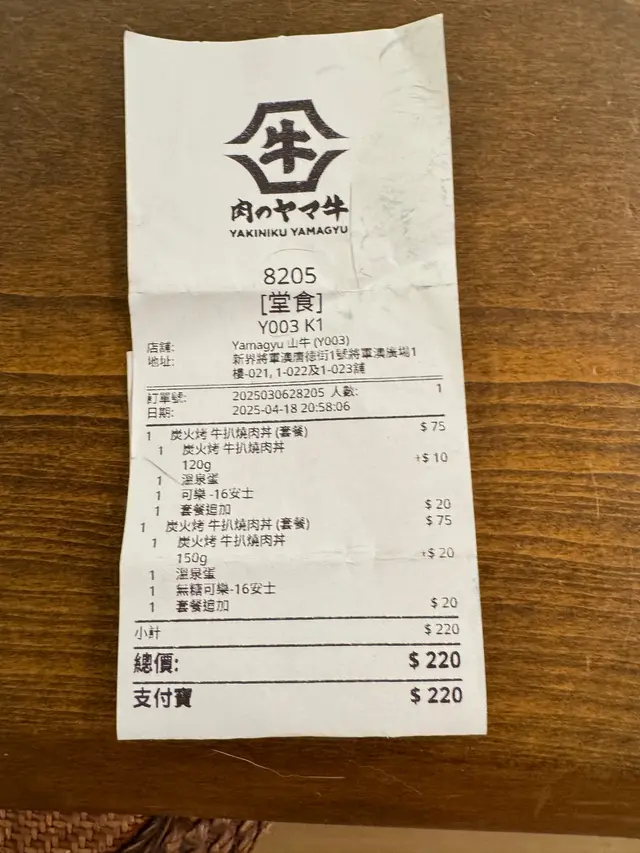 牛
肉のヤマ牛
YAKINIKU YAMAGYU
8205
[堂食]
Y003 K1
店舖: Yamagyu 山牛 (Y003)
地址: 新界將軍澳唐德街1號將軍澳廣場1
樓-021, 1-022及1-023舖
訂單號: 2025030628205 人數: 1
日期: 2025-04-18 20:58:06
1 炭火烤 牛扒燒肉丼 (套餐) $ 75
1 炭火烤 牛扒燒肉丼
120g +$ 10
1 溫泉蛋
1 可樂 -16安士
1 套餐追加 $ 20
1 炭火烤 牛扒燒肉丼 (套餐) $ 75
1 炭火烤 牛扒燒肉丼
150g +$ 20
1 溫泉蛋
1 無糖可樂-16安士
1 套餐追加 $ 20
小計 $ 220
總價: $ 220
支付寶 $ 220